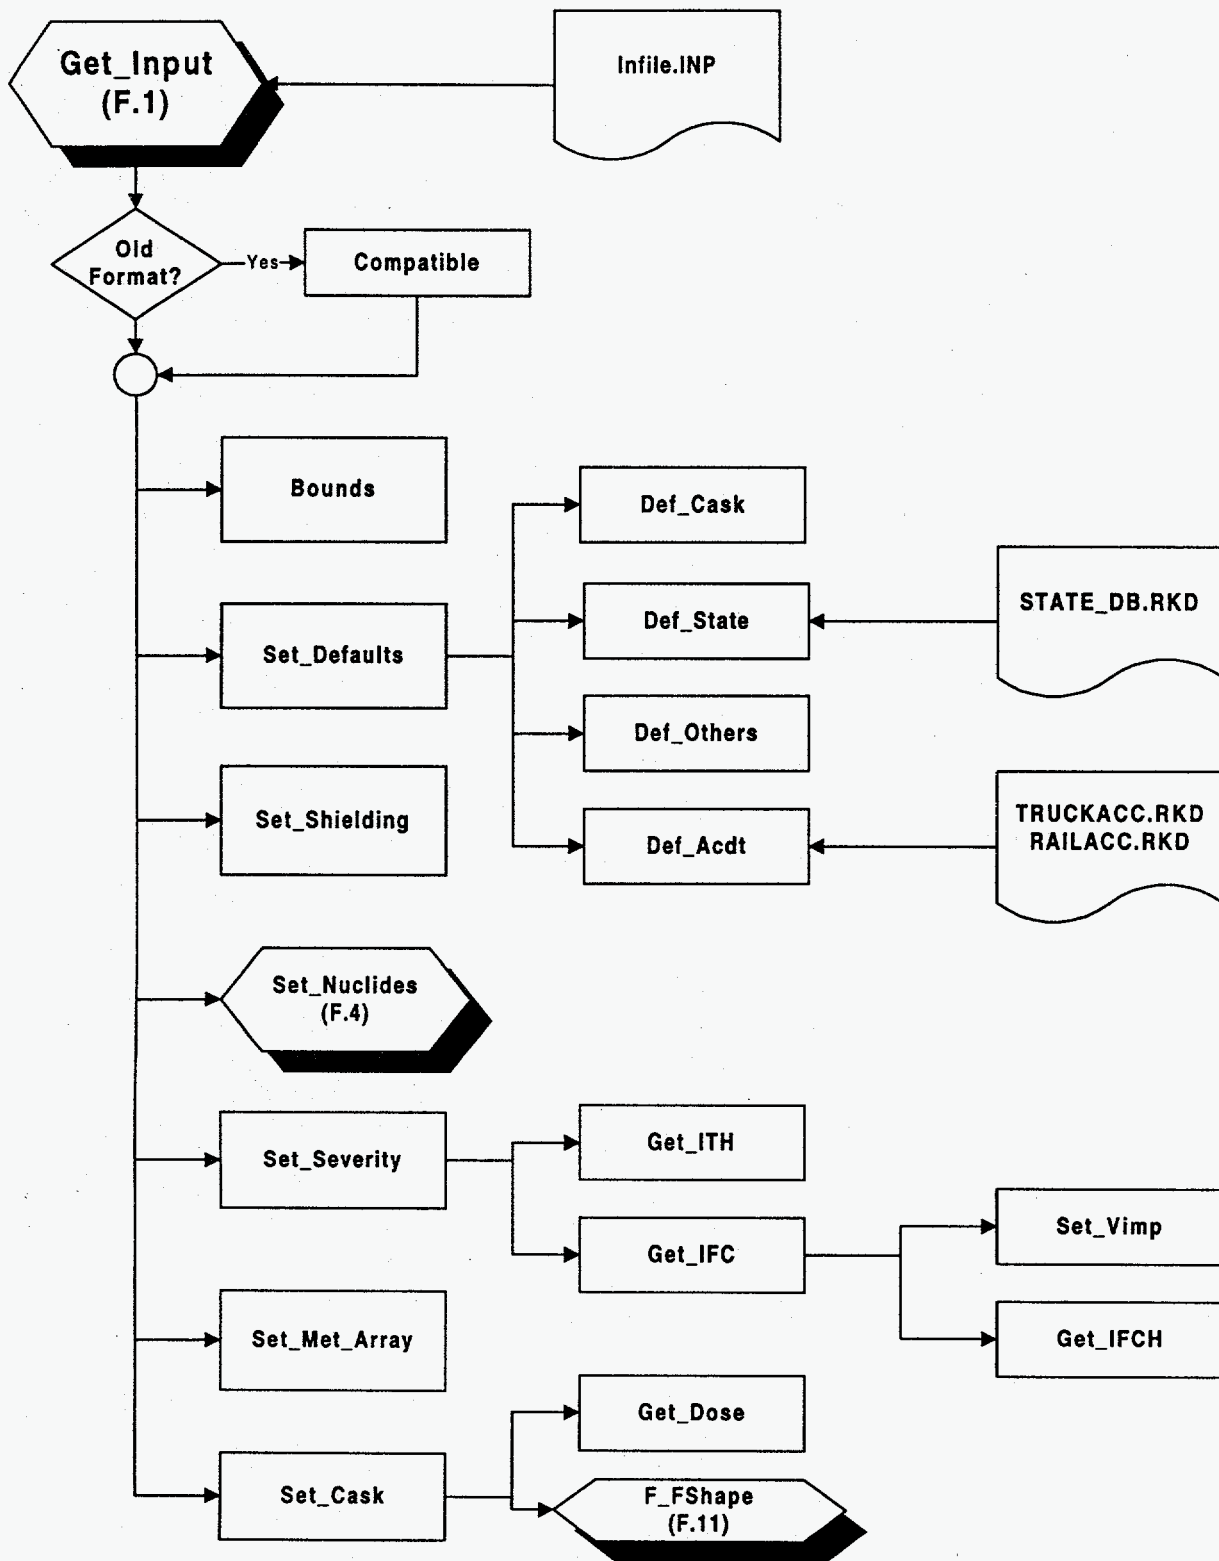 Get_Input
(F.1)
Infile.INP
Old
Format?
Yes
Compatible
Bounds
Def_Cask
Def_State
STATE_DB.RKD
Set_Defaults
Def_Others
TRUCKACC.RKD
RAILACC.RKD
Set_Shielding
Def_Acdt
Set_Nuclides
(F.4)
Get_ITH
Set_Severity
Set_Vimp
Get_IFC
Set_Met_Array
Get_IFCH
Get_Dose
Set_Cask
F_FShape
(F.11)